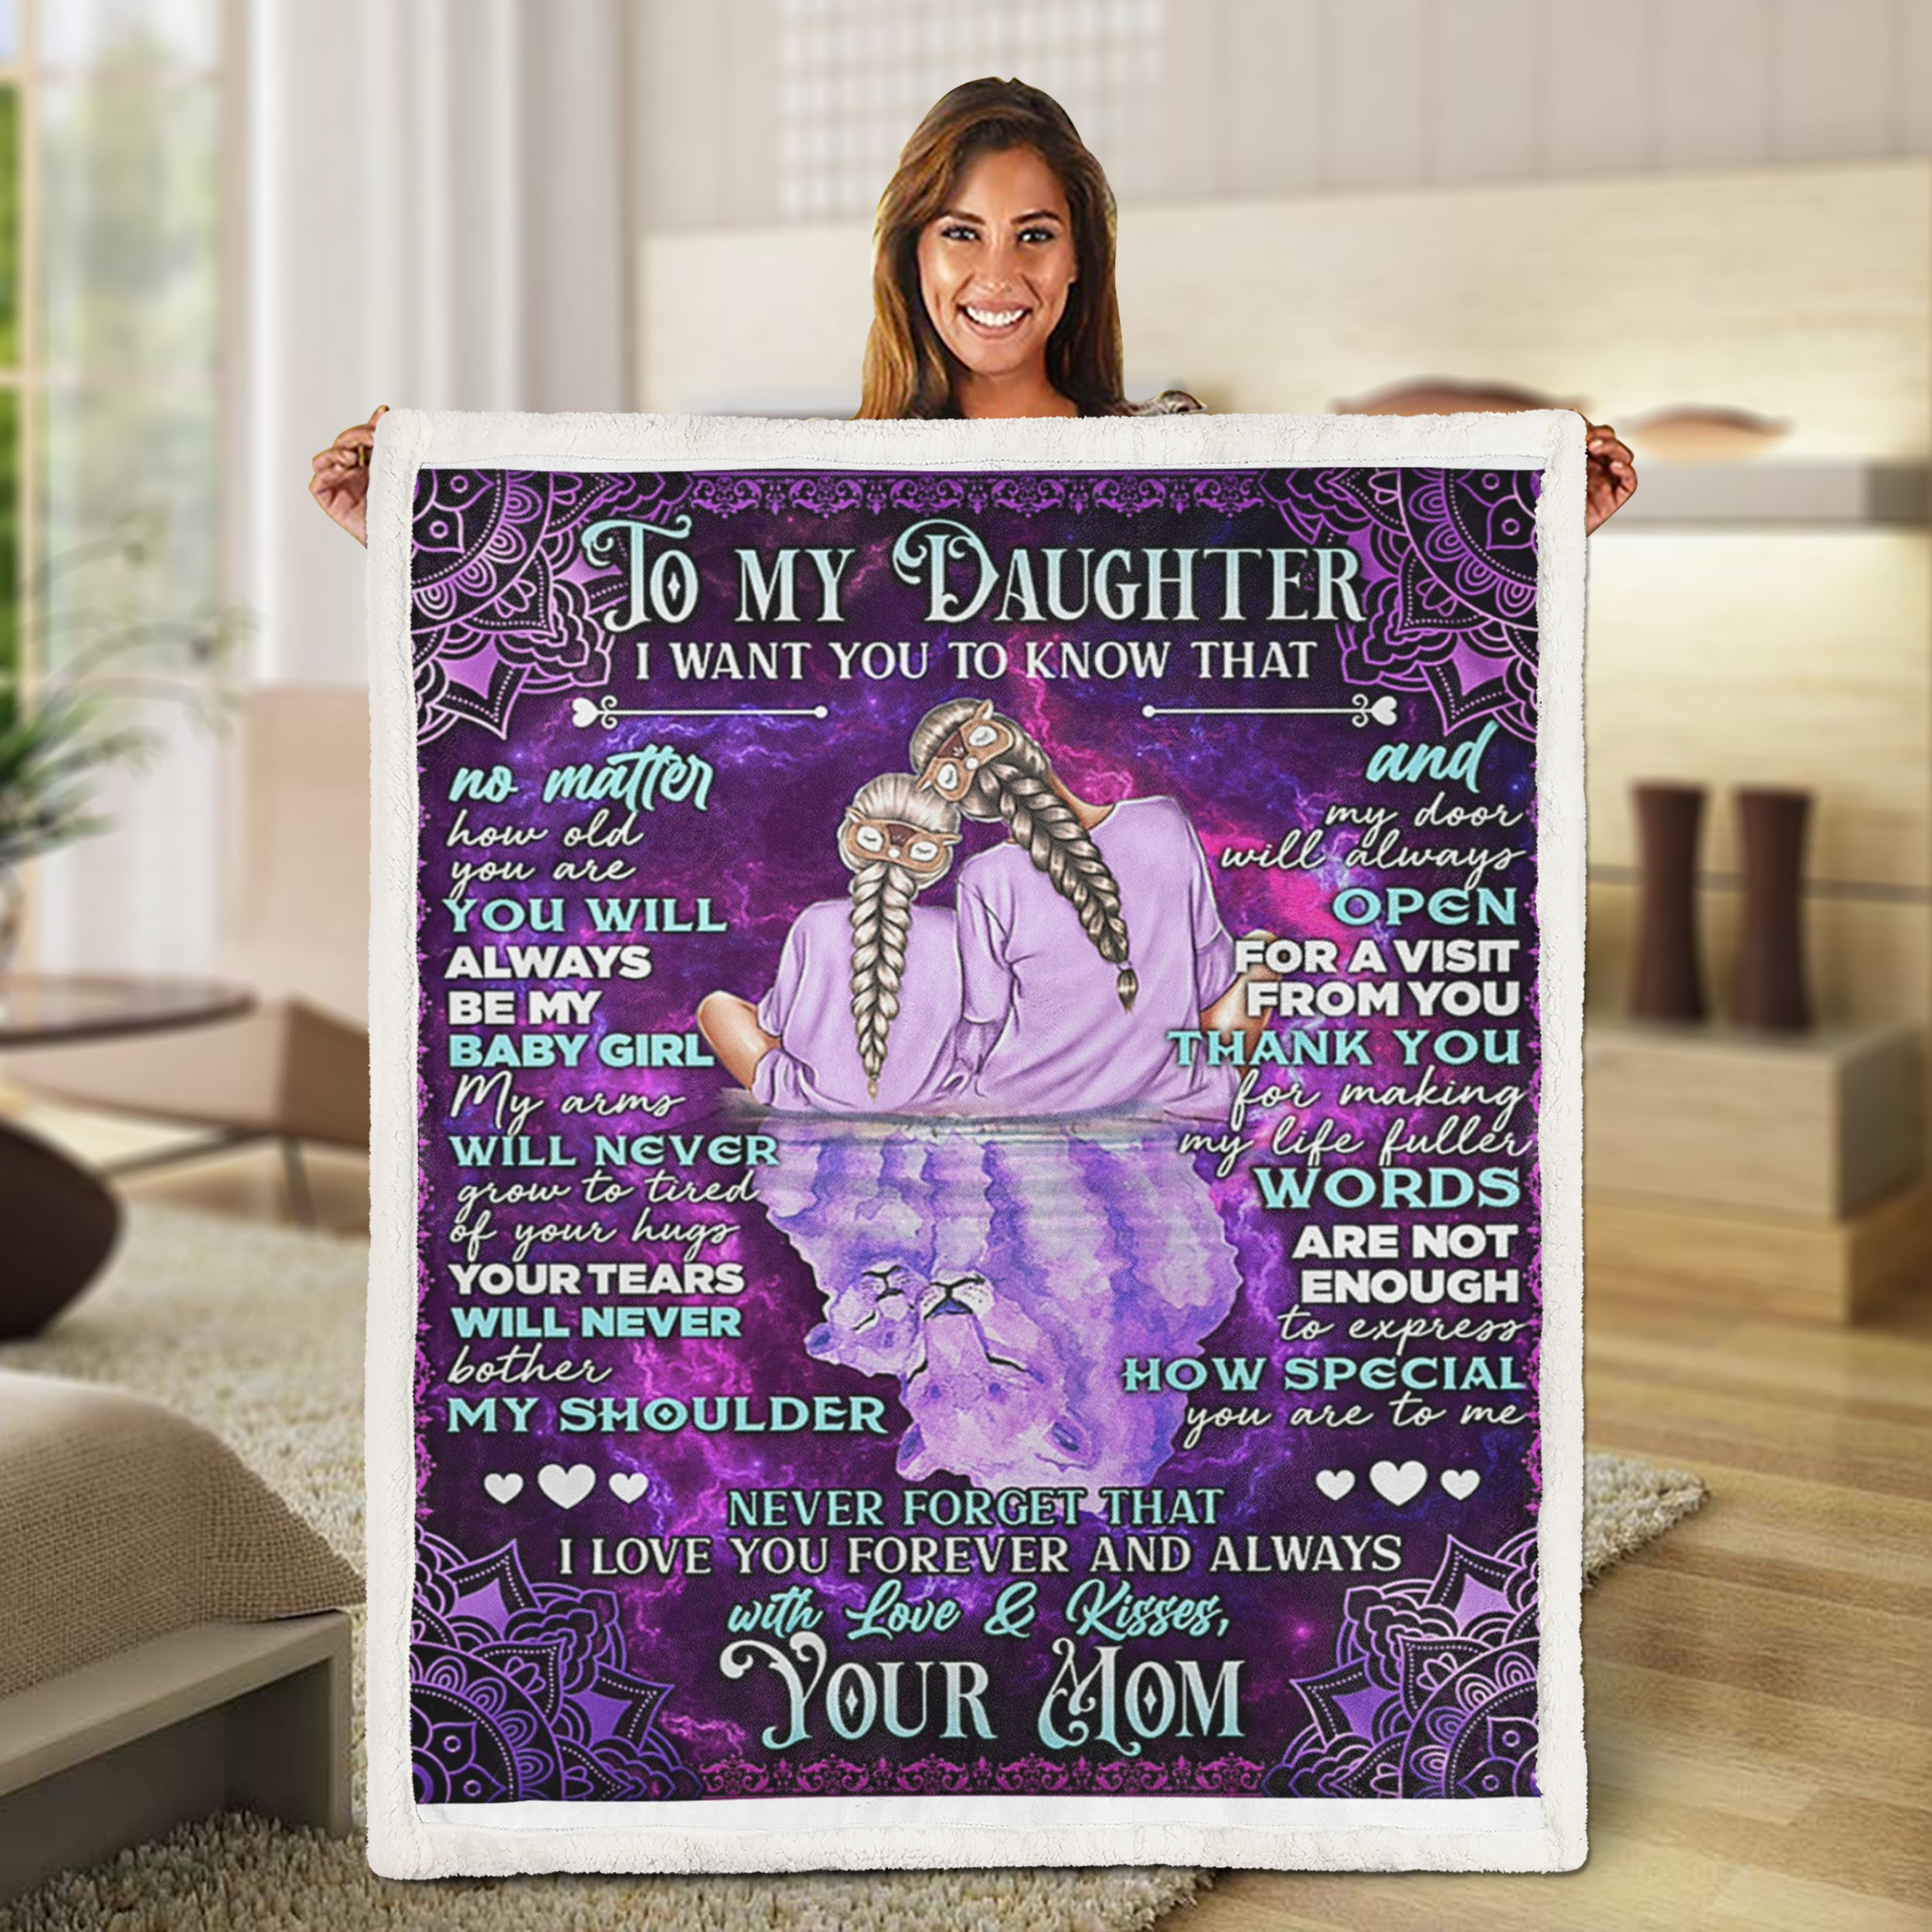 To my Daughter
I WANT YOU TO KNOW THAT
no matter
how old
you are
YOU WILL
ALWAYS
BE MY
BABY GIRL
My arms
WILL NEVER
grow to tired
of your hugs
YOUR TEARS
WILL NEVER
bother
MY SHOULDER
and
my door
will always
OPEN
FOR A VISIT
FROM YOU
THANK YOU
for making
my life fuller
WORDS
ARE NOT
ENOUGH
to express
HOW SPECIAL
you are to me
NEVER FORGET THAT
I LOVE YOU FOREVER AND ALWAYS
with Love & Kisses,
Your Mom